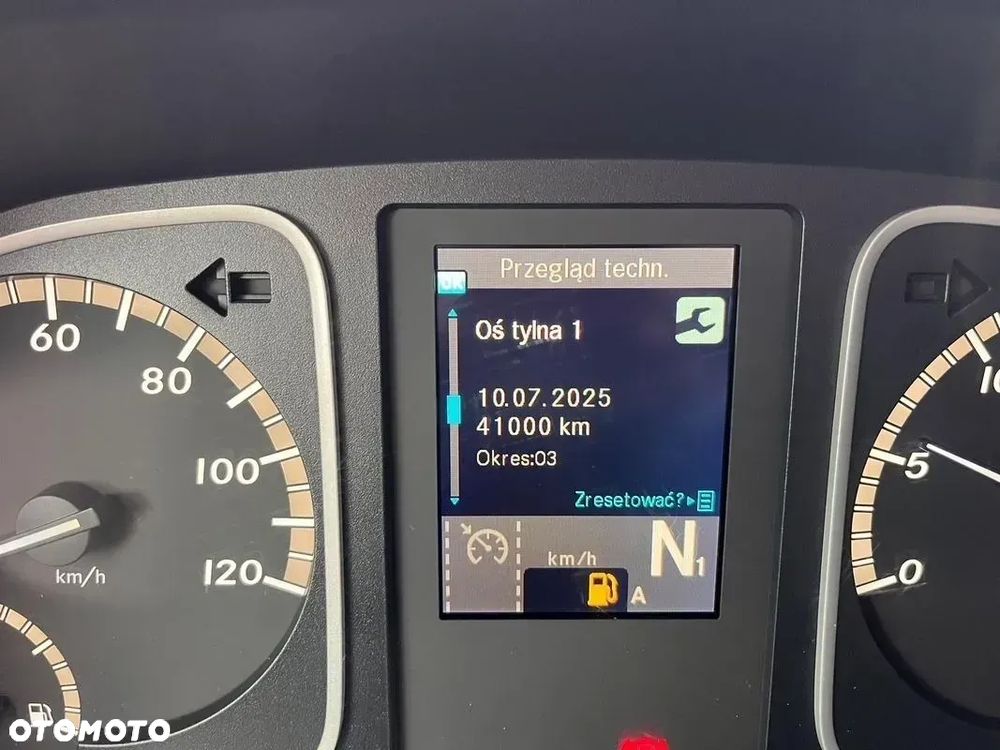 Przegląd techn.
OK
Oś tylna 1
10.07.2025
41000 km
Okres:03
Zresetować?
km/h
N1
A
60
80
100
120
km/h
10
5
0
OTOMOTO